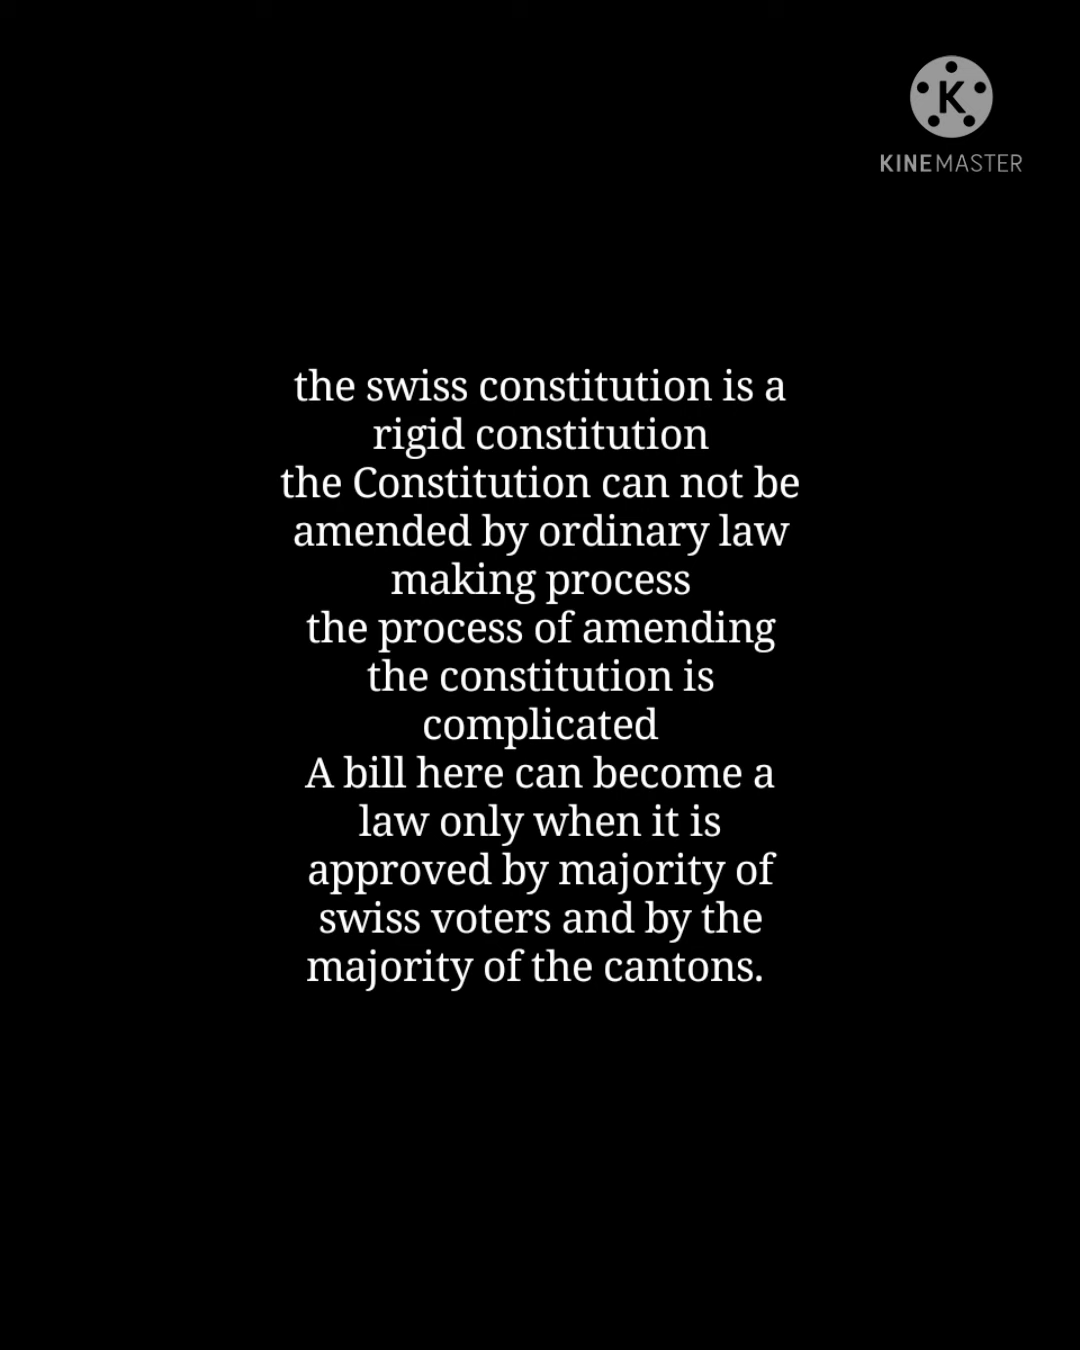 K
KINEMASTER
the swiss constitution is a
rigid constitution
the Constitution can not be
amended by ordinary law
making process
the process of amending
the constitution is
complicated
A bill here can become a
law only when it is
approved by majority of
swiss voters and by the
majority of the cantons.